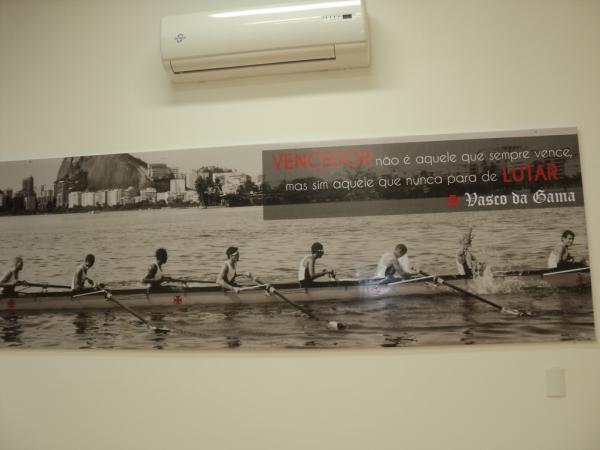 VENCEDOR não é aquele que sempre vence,
mas sim aquele que nunca para de LUTAR
Vasco da Gama